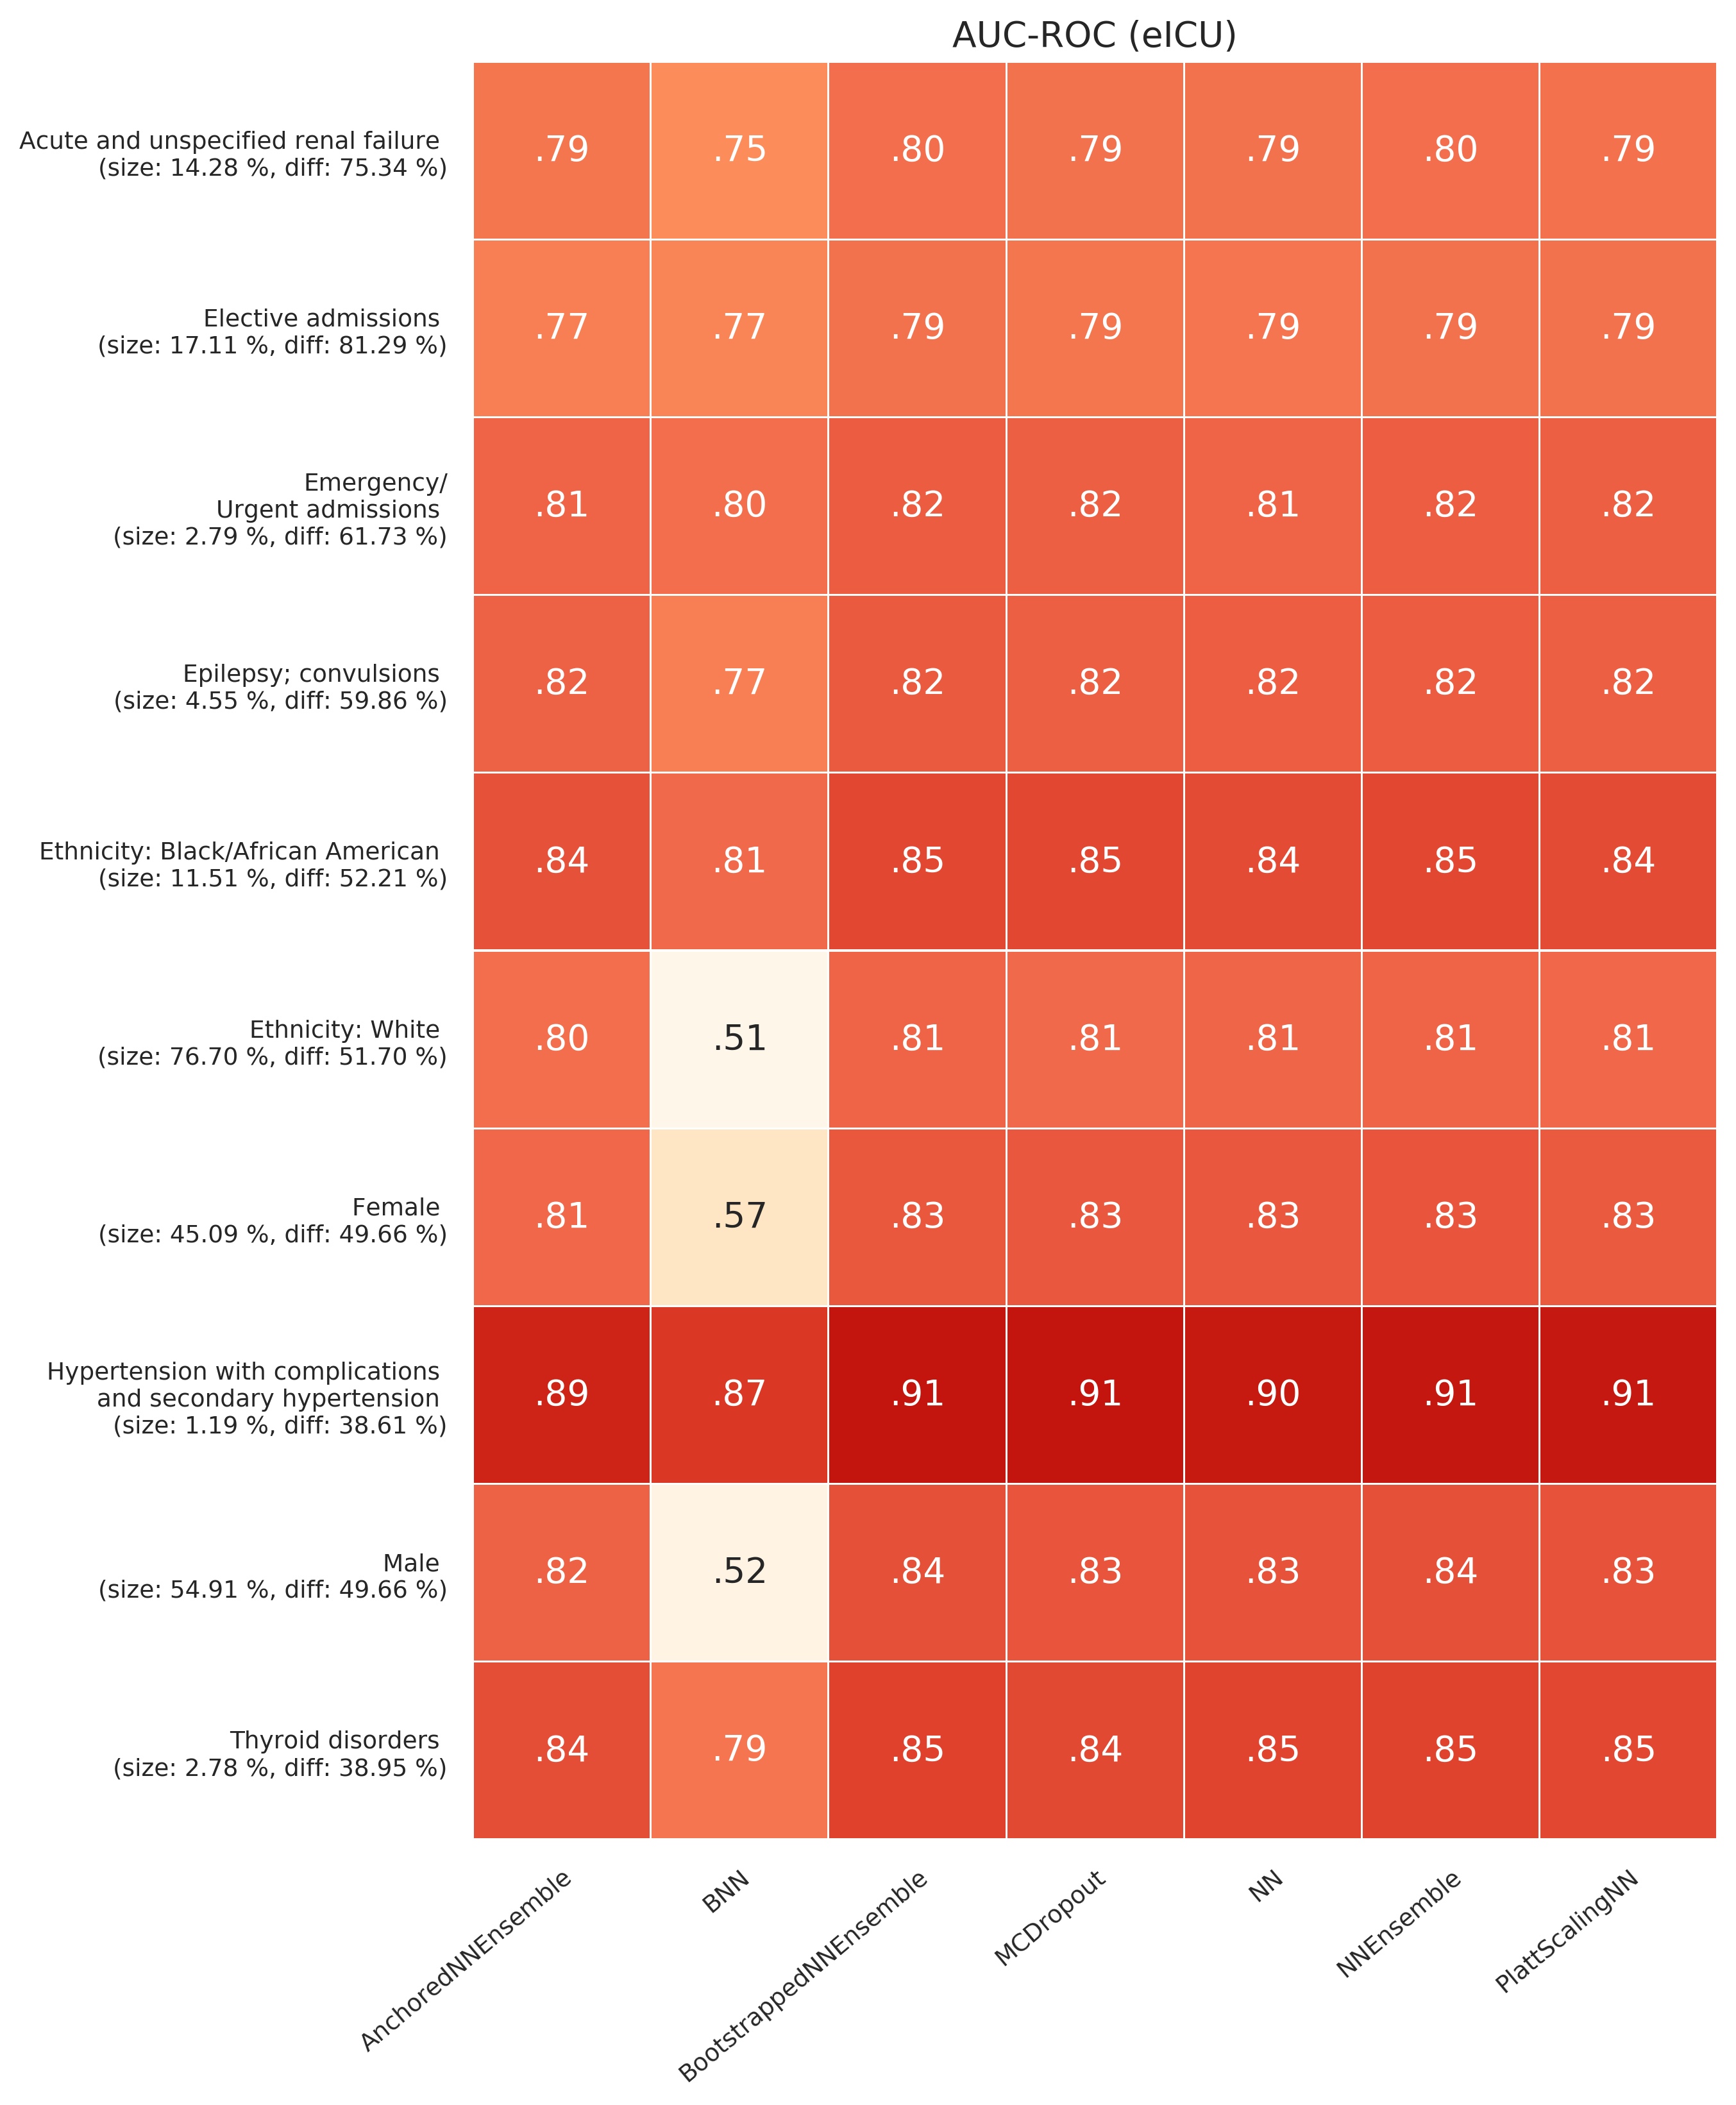 AUC-ROC (eICU)
Acute and unspecified renal failure
(size: 14.28 %, diff: 75.34 %)
.79 .75 .80 .79 .79 .80 .79
Elective admissions
(size: 17.11 %, diff: 81.29 %)
.77 .77 .79 .79 .79 .79 .79
Emergency/
Urgent admissions
(size: 2.79 %, diff: 61.73 %)
.81 .80 .82 .82 .81 .82 .82
Epilepsy; convulsions
(size: 4.55 %, diff: 59.86 %)
.82 .77 .82 .82 .82 .82 .82
Ethnicity: Black/African American
(size: 11.51 %, diff: 52.21 %)
.84 .81 .85 .85 .84 .85 .84
Ethnicity: White
(size: 76.70 %, diff: 51.70 %)
.80 .51 .81 .81 .81 .81 .81
Female
(size: 45.09 %, diff: 49.66 %)
.81 .57 .83 .83 .83 .83 .83
Hypertension with complications
and secondary hypertension
(size: 1.19 %, diff: 38.61 %)
.89 .87 .91 .91 .90 .91 .91
Male
(size: 54.91 %, diff: 49.66 %)
.82 .52 .84 .83 .83 .84 .83
Thyroid disorders
(size: 2.78 %, diff: 38.95 %)
.84 .79 .85 .84 .85 .85 .85
AnchoredNNEnsemble
BNN
BootstrappedNNEnsemble
MCDropout
NN
NNEnsemble
PlattScalingNN